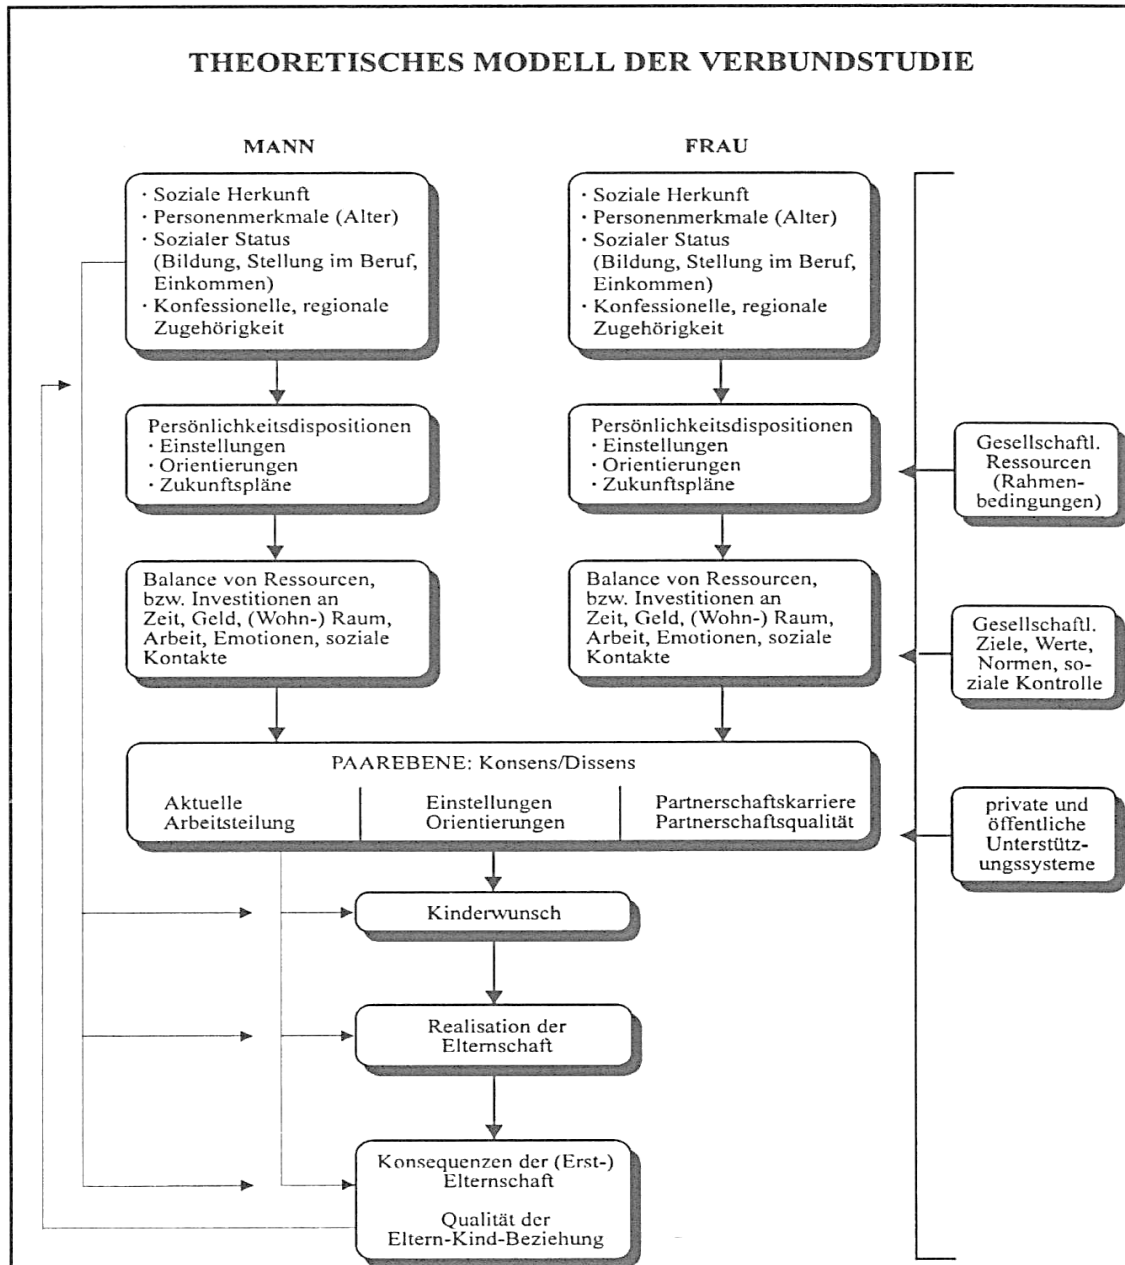 THEORETISCHES MODELL DER VERBUNDSTUDIE
MANN
· Soziale Herkunft
· Personenmerkmale (Alter)
· Sozialer Status
(Bildung, Stellung im Beruf,
Einkommen)
· Konfessionelle, regionale
Zugehörigkeit
FRAU
· Soziale Herkunft
· Personenmerkmale (Alter)
· Sozialer Status
(Bildung, Stellung im Beruf,
Einkommen)
· Konfessionelle, regionale
Zugehörigkeit
Persönlichkeitsdispositionen
· Einstellungen
· Orientierungen
· Zukunftspläne
Persönlichkeitsdispositionen
· Einstellungen
· Orientierungen
· Zukunftspläne
Gesellschaftl.
Ressourcen
(Rahmen-
bedingungen)
Balance von Ressourcen,
bzw. Investitionen an
Zeit, Geld, (Wohn-) Raum,
Arbeit, Emotionen, soziale
Kontakte
Balance von Ressourcen,
bzw. Investitionen an
Zeit, Geld, (Wohn-) Raum,
Arbeit, Emotionen, soziale
Kontakte
Gesellschaftl.
Ziele, Werte,
Normen, so-
ziale Kontrolle
PAAREBENE: Konsens/Dissens
Aktuelle
Arbeitsteilung
Einstellungen
Orientierungen
Partnerschaftskarriere
Partnerschaftsqualität
private und
öffentliche
Unterstütz-
ungssysteme
Kinderwunsch
Realisation der
Elternschaft
Konsequenzen der (Erst-)
Elternschaft
Qualität der
Eltern-Kind-Beziehung